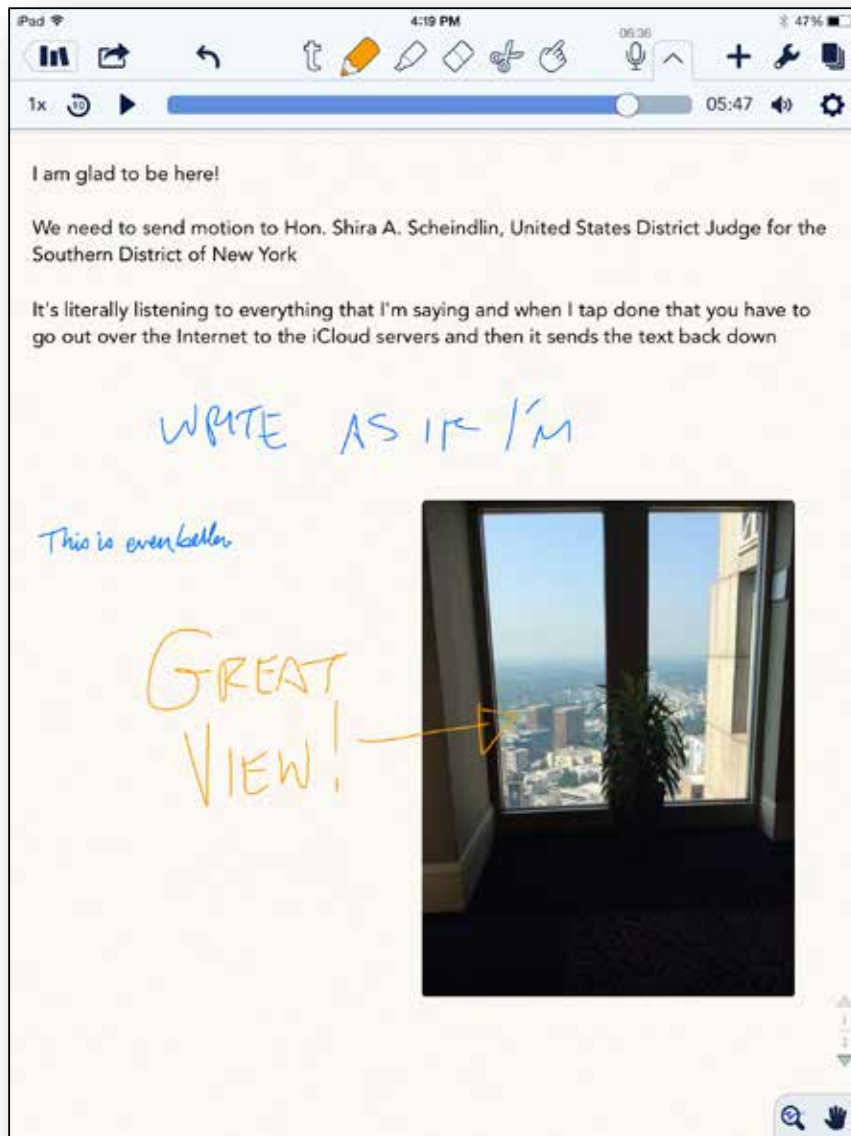 iPad
4:19 PM
47%
t
06:36
1x
10
05:47
I am glad to be here!
We need to send motion to Hon. Shira A. Scheindlin, United States District Judge for the
Southern District of New York
It's literally listening to everything that I'm saying and when I tap done that you have to
go out over the Internet to the iCloud servers and then it sends the text back down
WRITE AS IF I'M
This is even better
GREAT
VIEW!